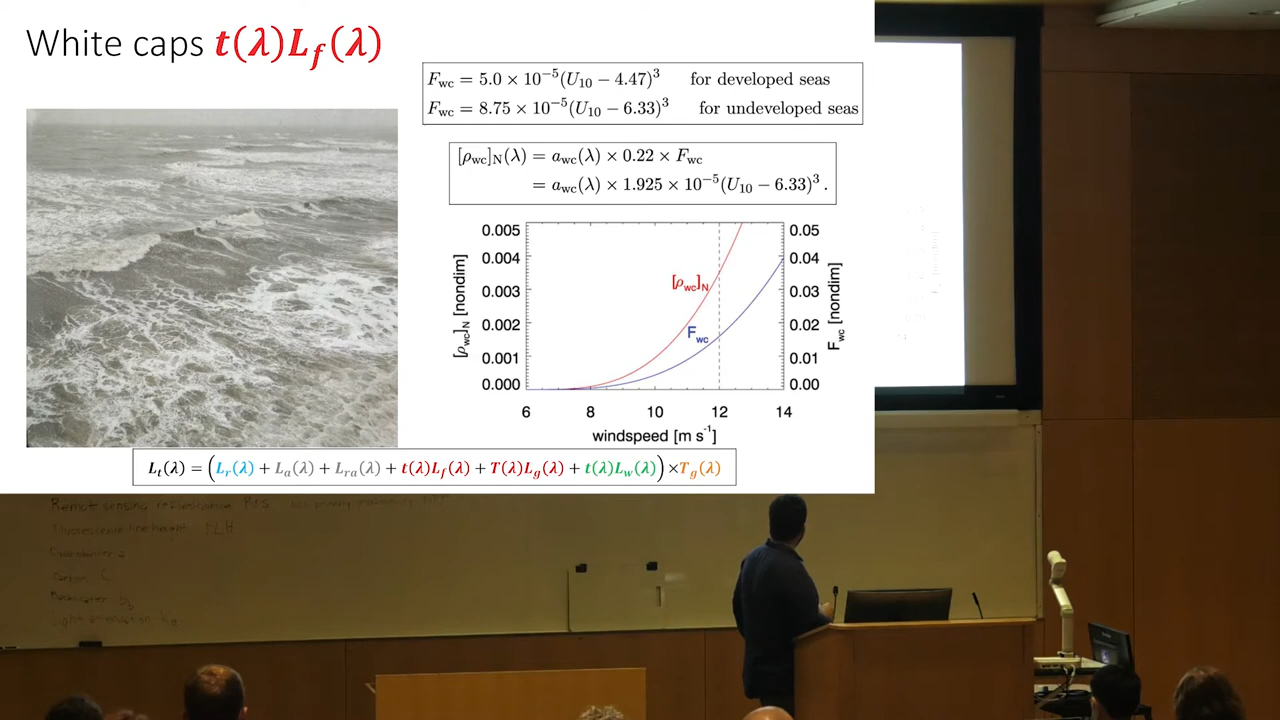 White caps t(λ)L_f(λ)
F_wc = 5.0 × 10^−5(U_10 − 4.47)^3 for developed seas
F_wc = 8.75 × 10^−5(U_10 − 6.33)^3 for undeveloped seas
[ρ_wc]_N(λ) = a_wc(λ) × 0.22 × F_wc
= a_wc(λ) × 1.925 × 10^−5(U_10 − 6.33)^3 .
0.005 0.05
0.004 0.04
0.003 0.03
0.002 0.02
0.001 0.01
0.000 0.00
[ρ_wc]_N [nondim]
[ρ_wc]_N
F_wc
F_wc [nondim]
6 8 10 12 14
windspeed [m s^-1]
L_t(λ) = (L_r(λ) + L_a(λ) + L_ra(λ) + t(λ)L_f(λ) + T(λ)L_g(λ) + t(λ)L_w(λ)) × T_g(λ)
Remote sensing reflectance
Fluorescence line height FLH